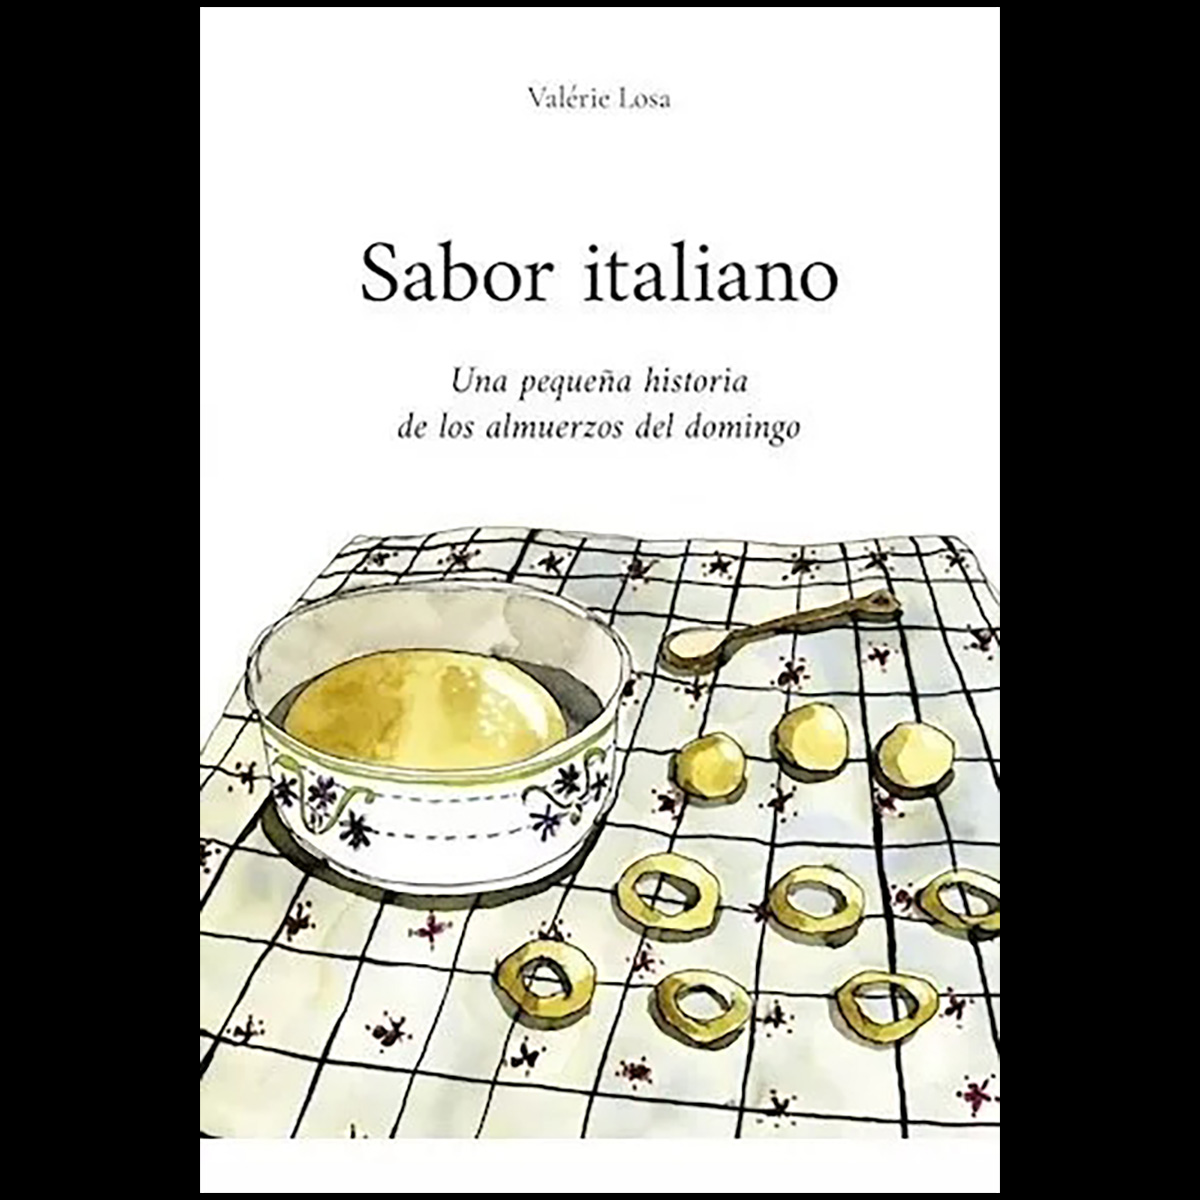 Valérie Losa
Sabor italiano
Una pequeña historia
de los almuerzos del domingo